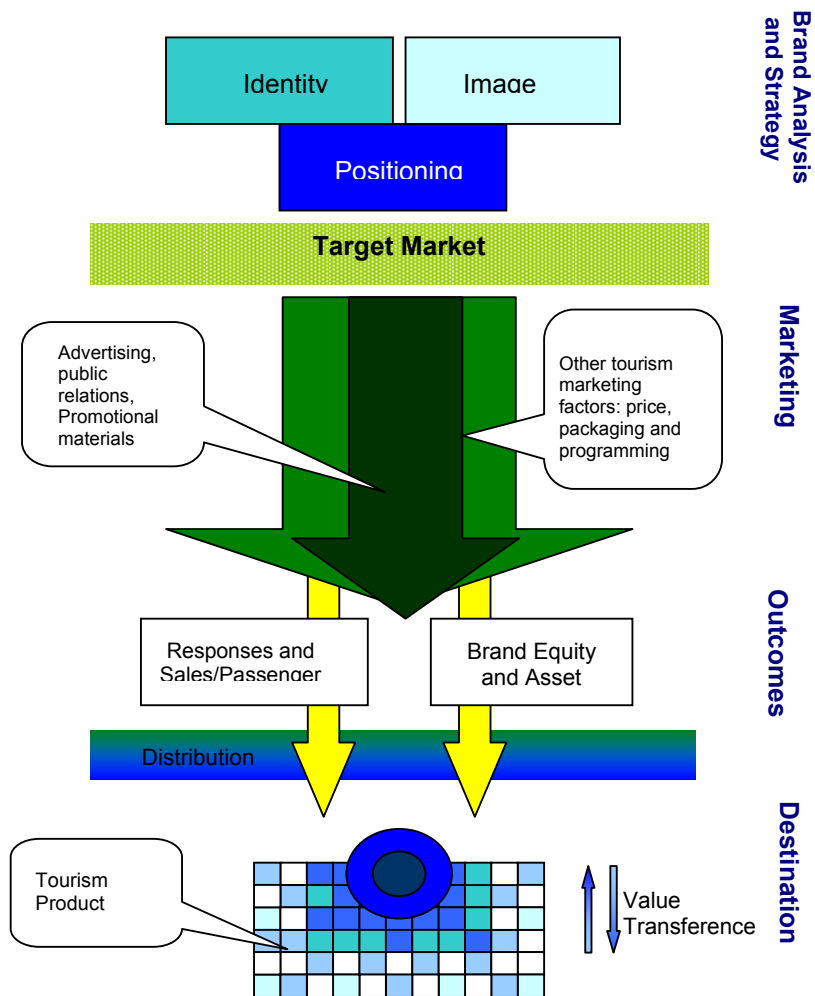 Brand Analysis
and Strategy
Identity
Image
Positioning
Target Market
Marketing
Advertising,
public
relations,
Promotional
materials
Other tourism
marketing
factors: price,
packaging and
programming
Outcomes
Responses and
Sales/Passenger
Brand Equity
and Asset
Distribution
Destination
Tourism
Product
Value
Transference